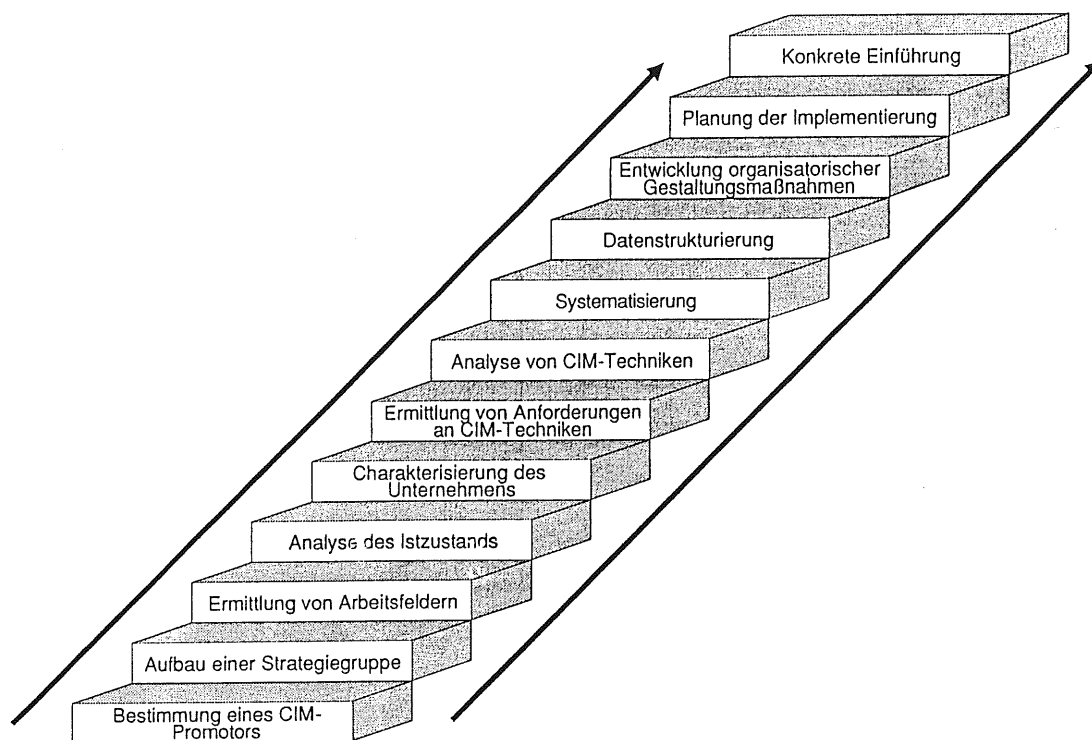 Konkrete Einführung
Planung der Implementierung
Entwicklung organisatorischer
Gestaltungsmaßnahmen
Datenstrukturierung
Systematisierung
Analyse von CIM-Techniken
Ermittlung von Anforderungen
an CIM-Techniken
Charakterisierung des
Unternehmens
Analyse des Istzustands
Ermittlung von Arbeitsfeldern
Aufbau einer Strategiegruppe
Bestimmung eines CIM-
Promotors